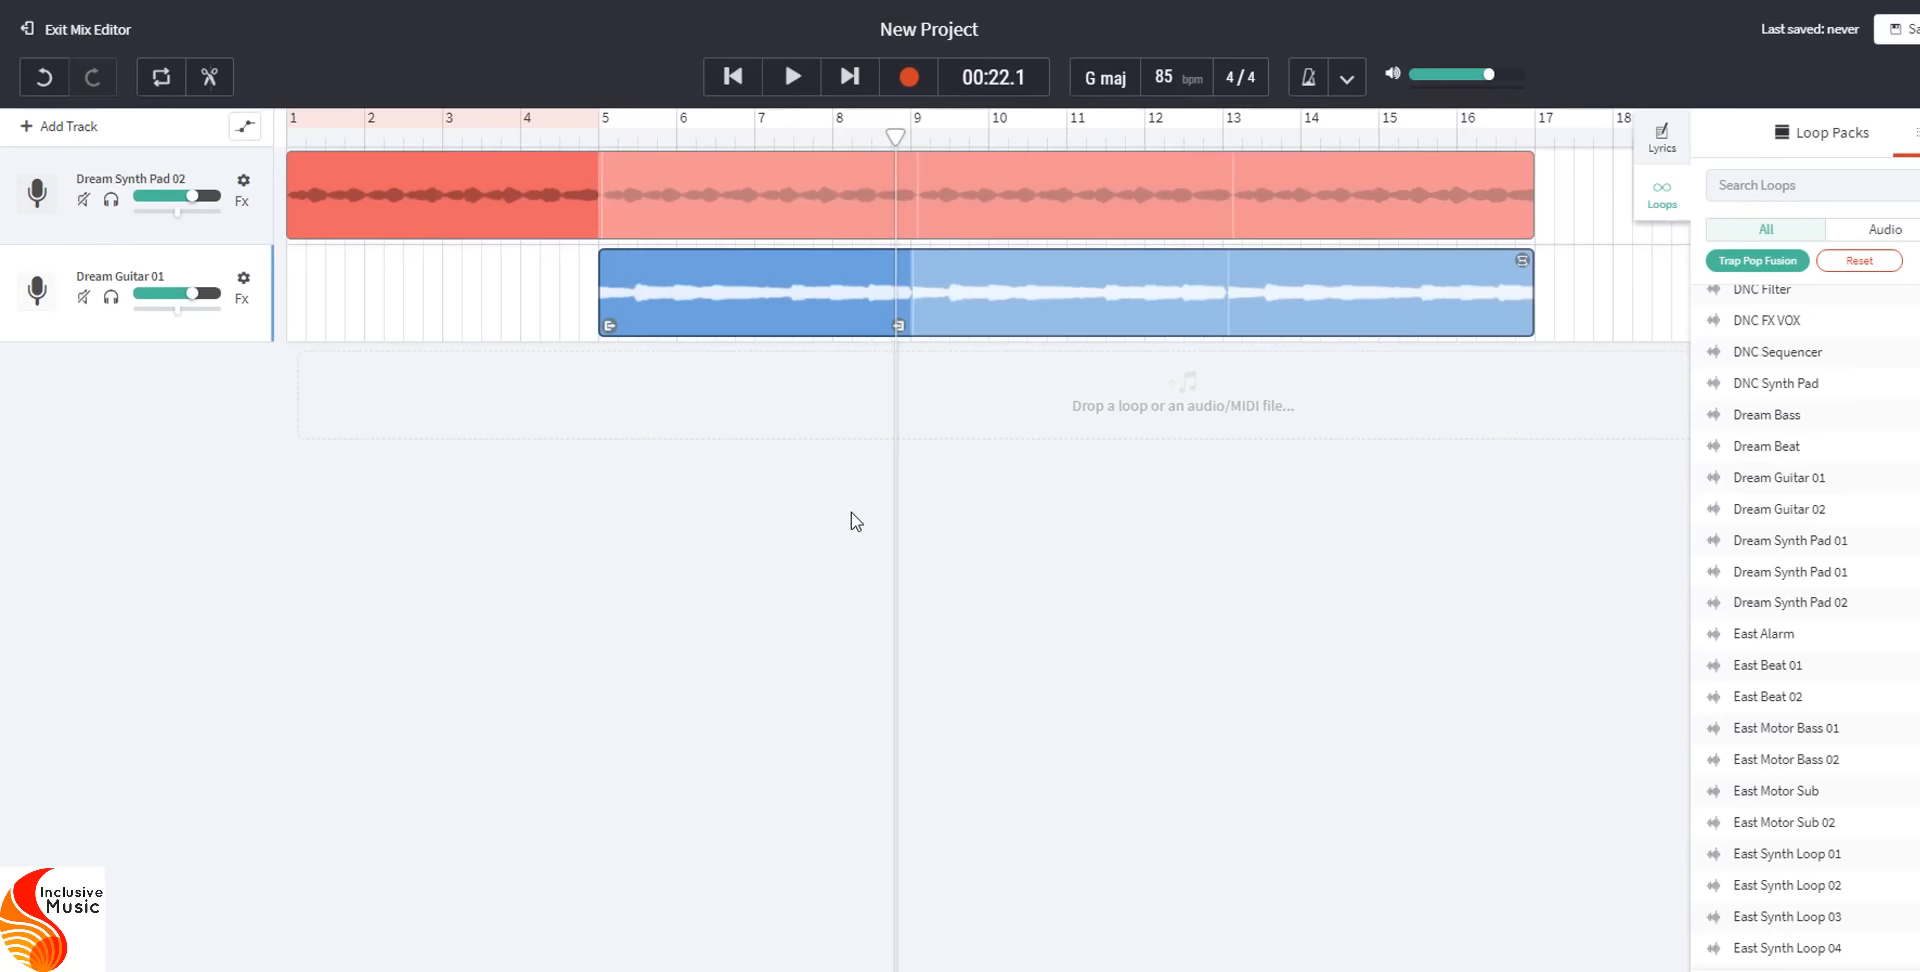 Exit Mix Editor
New Project
Last saved: never
Sa
00:22.1
G maj
85 bpm
4 / 4
Add Track
1 2 3 4 5 6 7 8 9 10 11 12 13 14 15 16 17 18
Lyrics
Loops
Loop Packs
Search Loops
All
Audio
Trap Pop Fusion
Reset
Dream Synth Pad 02
Fx
Dream Guitar 01
Fx
Drop a loop or an audio/MIDI file...
DNC Filter
DNC FX VOX
DNC Sequencer
DNC Synth Pad
Dream Bass
Dream Beat
Dream Guitar 01
Dream Guitar 02
Dream Synth Pad 01
Dream Synth Pad 01
Dream Synth Pad 02
East Alarm
East Beat 01
East Beat 02
East Motor Bass 01
East Motor Bass 02
East Motor Sub
East Motor Sub 02
East Synth Loop 01
East Synth Loop 02
East Synth Loop 03
East Synth Loop 04
Inclusive
Music